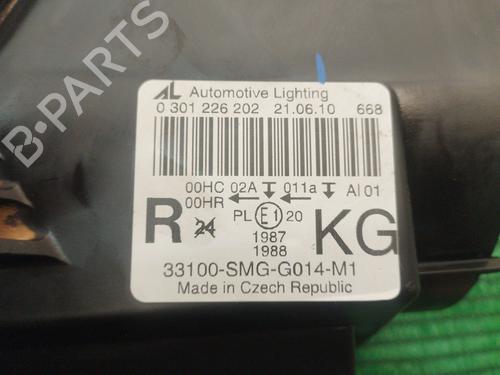 AL Automotive Lighting
0 301 226 202 21.06.10 668
00HC 02A 011a AI 01
00HR
PL E1 20
R 24 KG
1987
1988
33100-SMG-G014-M1
Made in Czech Republic
B PARTS